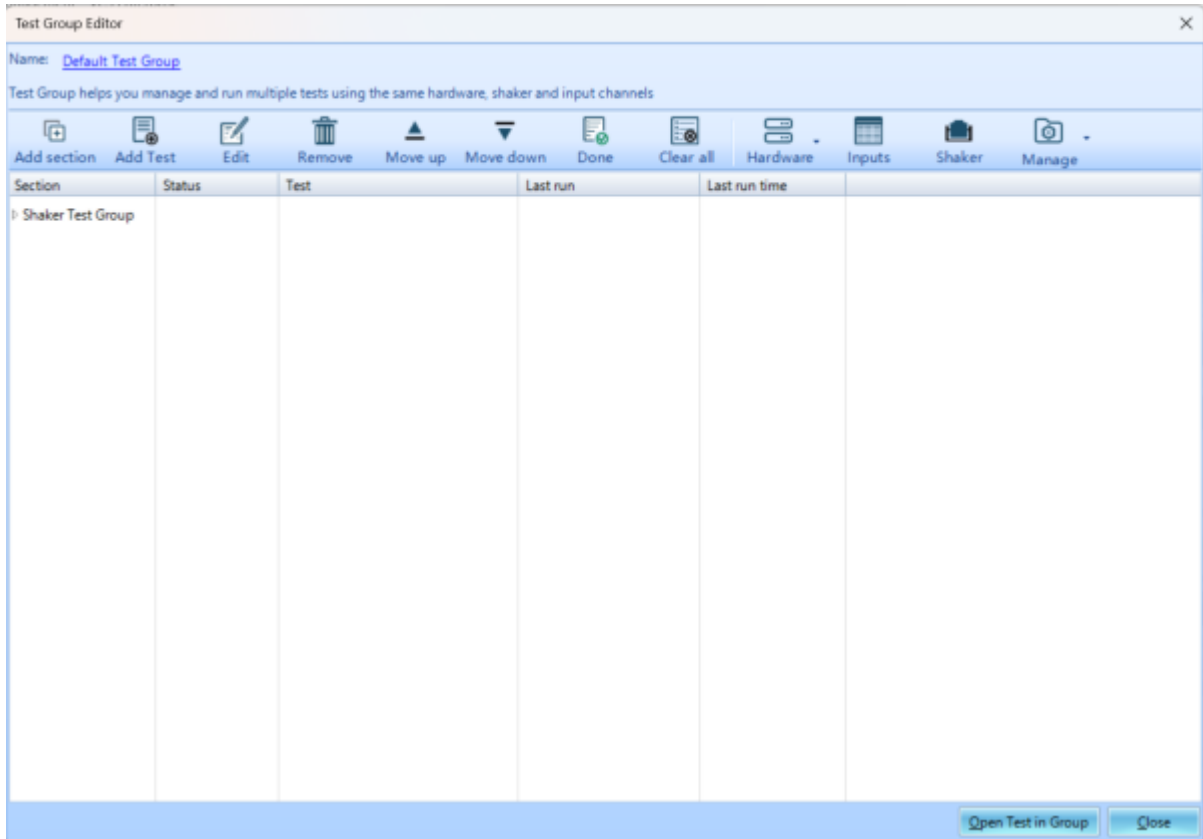 Test Group Editor
Name: Default Test Group
Test Group helps you manage and run multiple tests using the same hardware, shaker and input channels
Add section Add Test Edit Remove Move up Move down Done Clear all Hardware Inputs Shaker Manage
Section Status Test Last run Last run time
Shaker Test Group
Open Test in Group Close